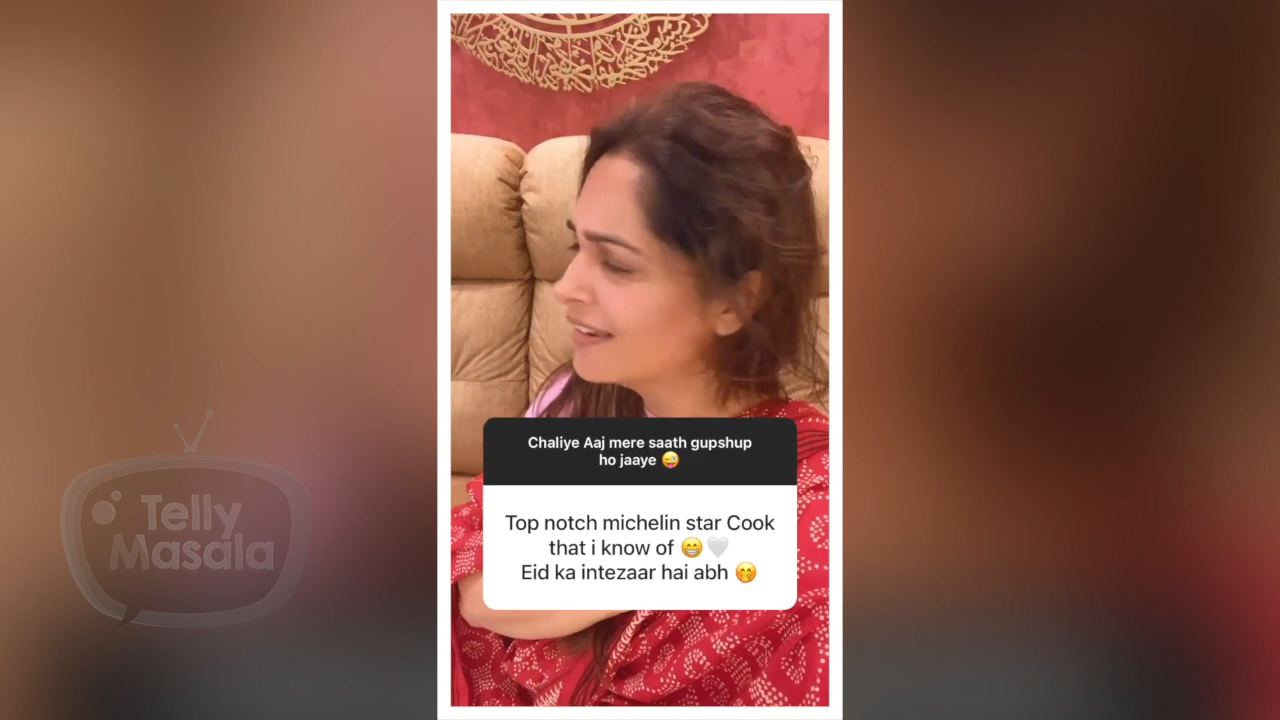 Chaliye Aaj mere saath gupshup
ho jaaye 😜
Top notch michelin star Cook
that i know of 😁🤍
Eid ka intezaar hai abh 🤭
Telly
Masala